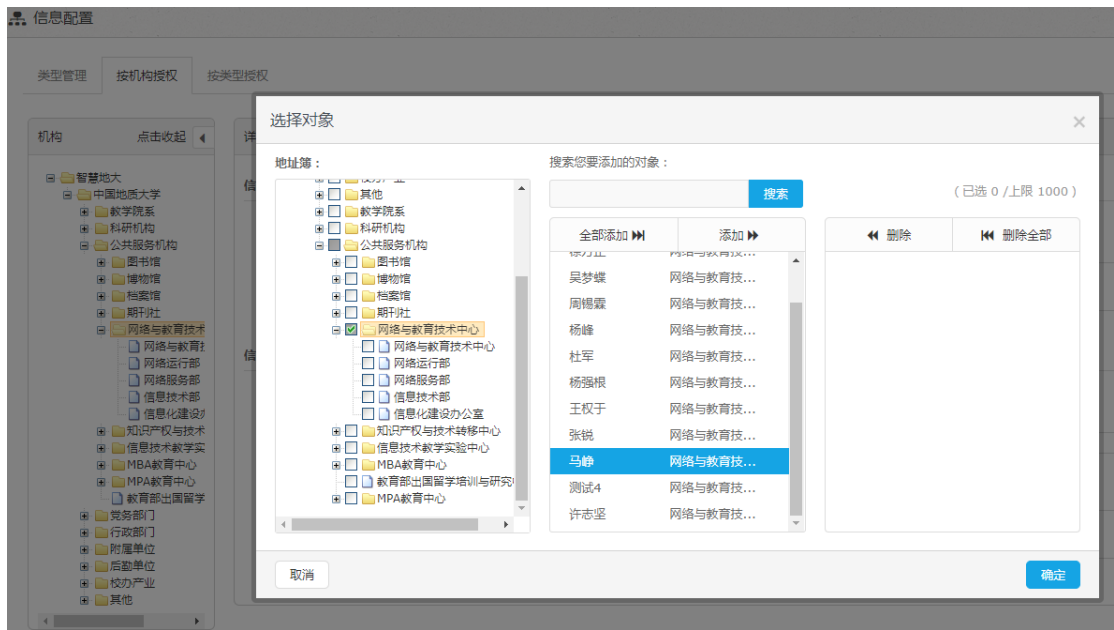 信息配置
类型管理
按机构授权
按类型授权
机构
点击收起
详
智慧地大
中国地质大学
教学院系
科研机构
公共服务机构
图书馆
博物馆
档案馆
期刊社
网络与教育技术
网络与教育
网络运行部
网络服务部
信息技术部
信息化建设
知识产权与技术
信息技术教学实
MBA教育中心
MPA教育中心
教育部出国留学
党务部门
行政部门
附属单位
后勤单位
校办产业
其他
信
信
选择对象
地址簿：
其他
教学院系
科研机构
公共服务机构
图书馆
博物馆
档案馆
期刊社
网络与教育技术中心
网络与教育技术中心
网络运行部
网络服务部
信息技术部
信息化建设办公室
知识产权与技术转移中心
信息技术教学实验中心
MBA教育中心
教育部出国留学培训与研究
MPA教育中心
搜索您要添加的对象：
搜索
（已选 0 /上限 1000）
全部添加
添加
删除
删除全部
吴梦蝶 网络与教育技...
周锡霖 网络与教育技...
杨峰 网络与教育技...
杜军 网络与教育技...
杨强根 网络与教育技...
王权于 网络与教育技...
张锐 网络与教育技...
马峥 网络与教育技...
测试4 网络与教育技...
许志坚 网络与教育技...
取消
确定